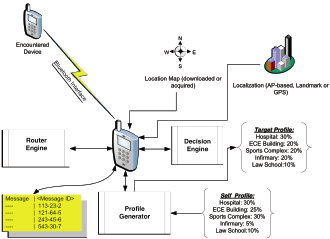 Encountered
Device
Bluetooth Interface
N
W
E
S
Location Map (downloaded or
acquired)
Localization (AP-based, Landmark or
GPS)
Router
Engine
Decision
Engine
Target Profile:
Hospital: 30%
ECE Building: 20%
Sports Complex: 20%
Infirmary: 20%
Law School:10%
Message | <Message ID>
---- | 113-23-2
---- | 121-64-5
---- | 243-45-6
---- | 543-30-7
Profile
Generator
Self Profile:
Hospital: 30%
ECE Building: 25%
Sports Complex: 30%
Infirmary: 5%
Law School:10%